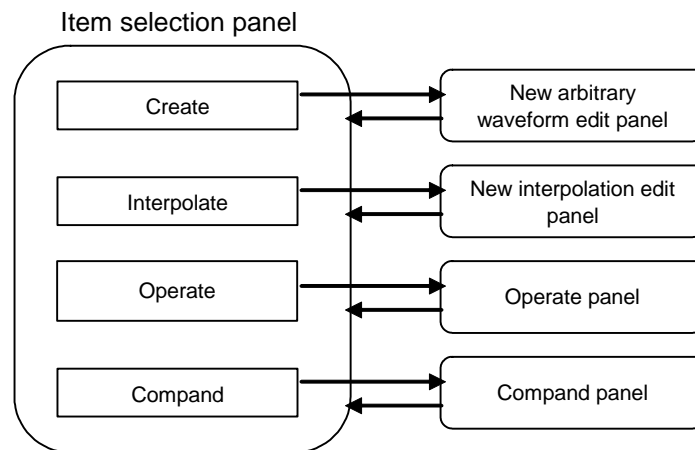 Item selection panel
Create
New arbitrary
waveform edit panel
Interpolate
New interpolation edit
panel
Operate
Operate panel
Compand
Compand panel